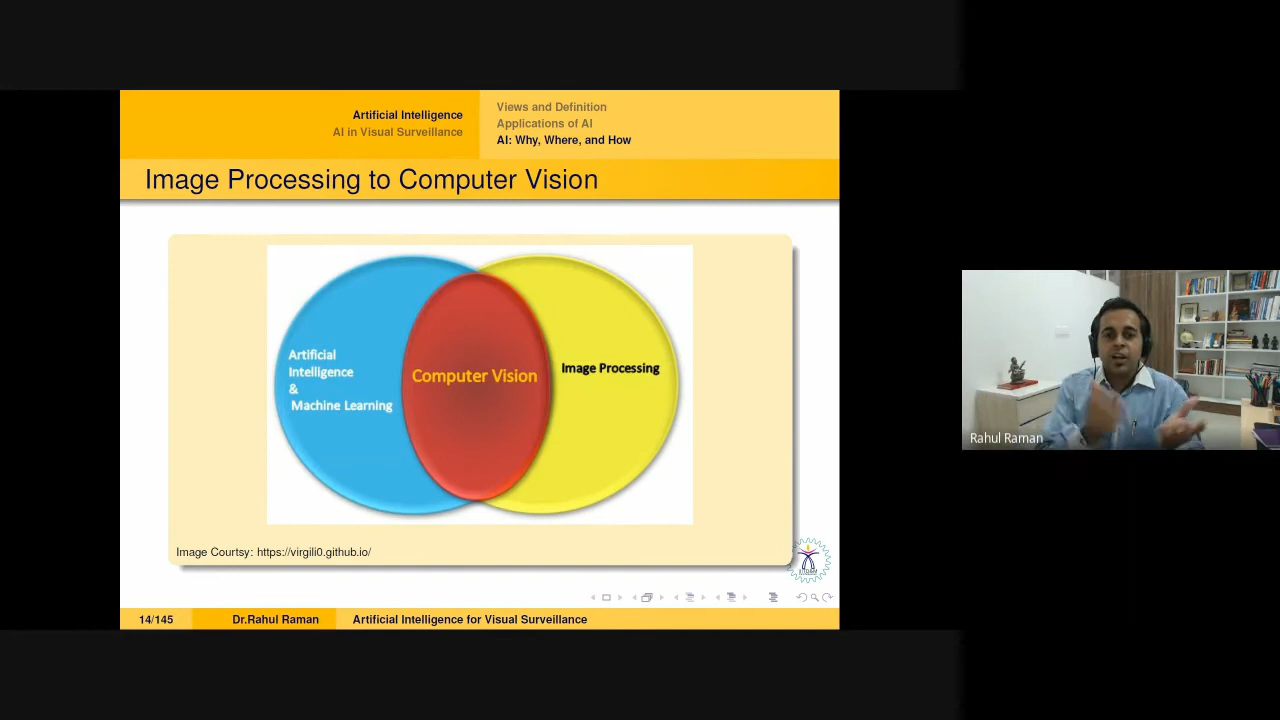 Artificial Intelligence
AI in Visual Surveillance
Views and Definition
Applications of AI
AI: Why, Where, and How
Image Processing to Computer Vision
Artificial
Intelligence
&
Machine Learning
Computer Vision
Image Processing
Image Courtsy: https://virgili0.github.io/
14/145
Dr.Rahul Raman
Artificial Intelligence for Visual Surveillance
Rahul Raman